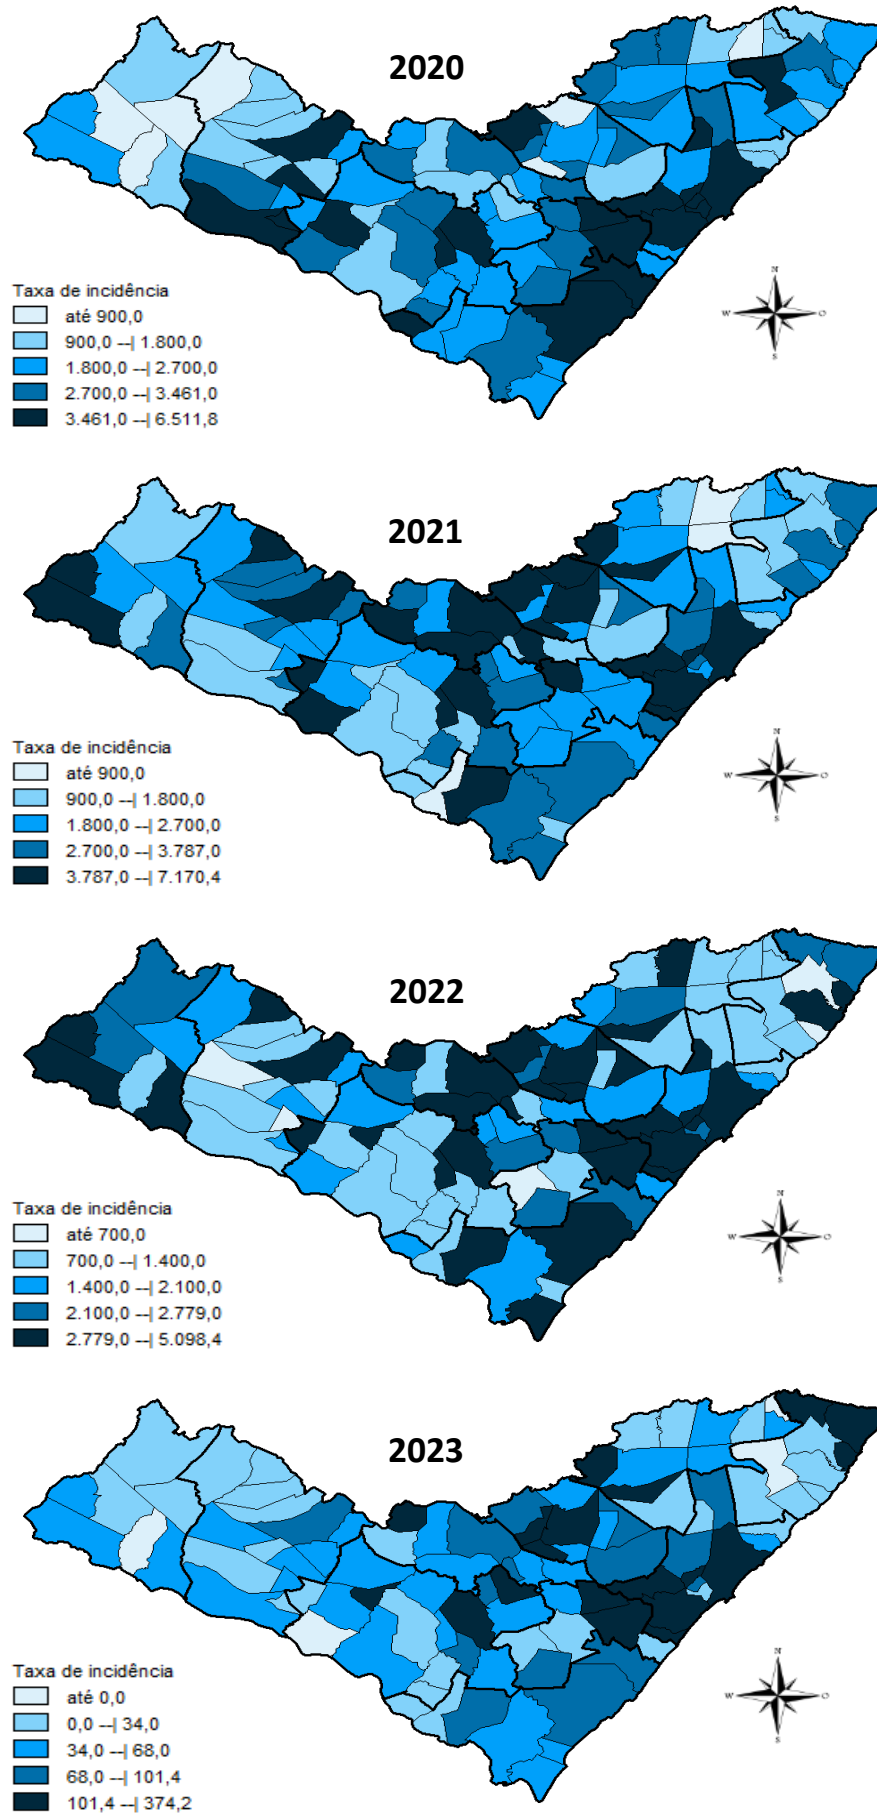 2020
Taxa de incidência
até 900,0
900,0 --| 1.800,0
1.800,0 --| 2.700,0
2.700,0 --| 3.461,0
3.461,0 --| 6.511,8
N
W
O
S
2021
Taxa de incidência
até 900,0
900,0 --| 1.800,0
1.800,0 --| 2.700,0
2.700,0 --| 3.787,0
3.787,0 --| 7.170,4
N
W
O
S
2022
Taxa de incidência
até 700,0
700,0 --| 1.400,0
1.400,0 --| 2.100,0
2.100,0 --| 2.779,0
2.779,0 --| 5.098,4
N
W
O
S
2023
Taxa de incidência
até 0,0
0,0 --| 34,0
34,0 --| 68,0
68,0 --| 101,4
101,4 --| 374,2
N
W
O
S